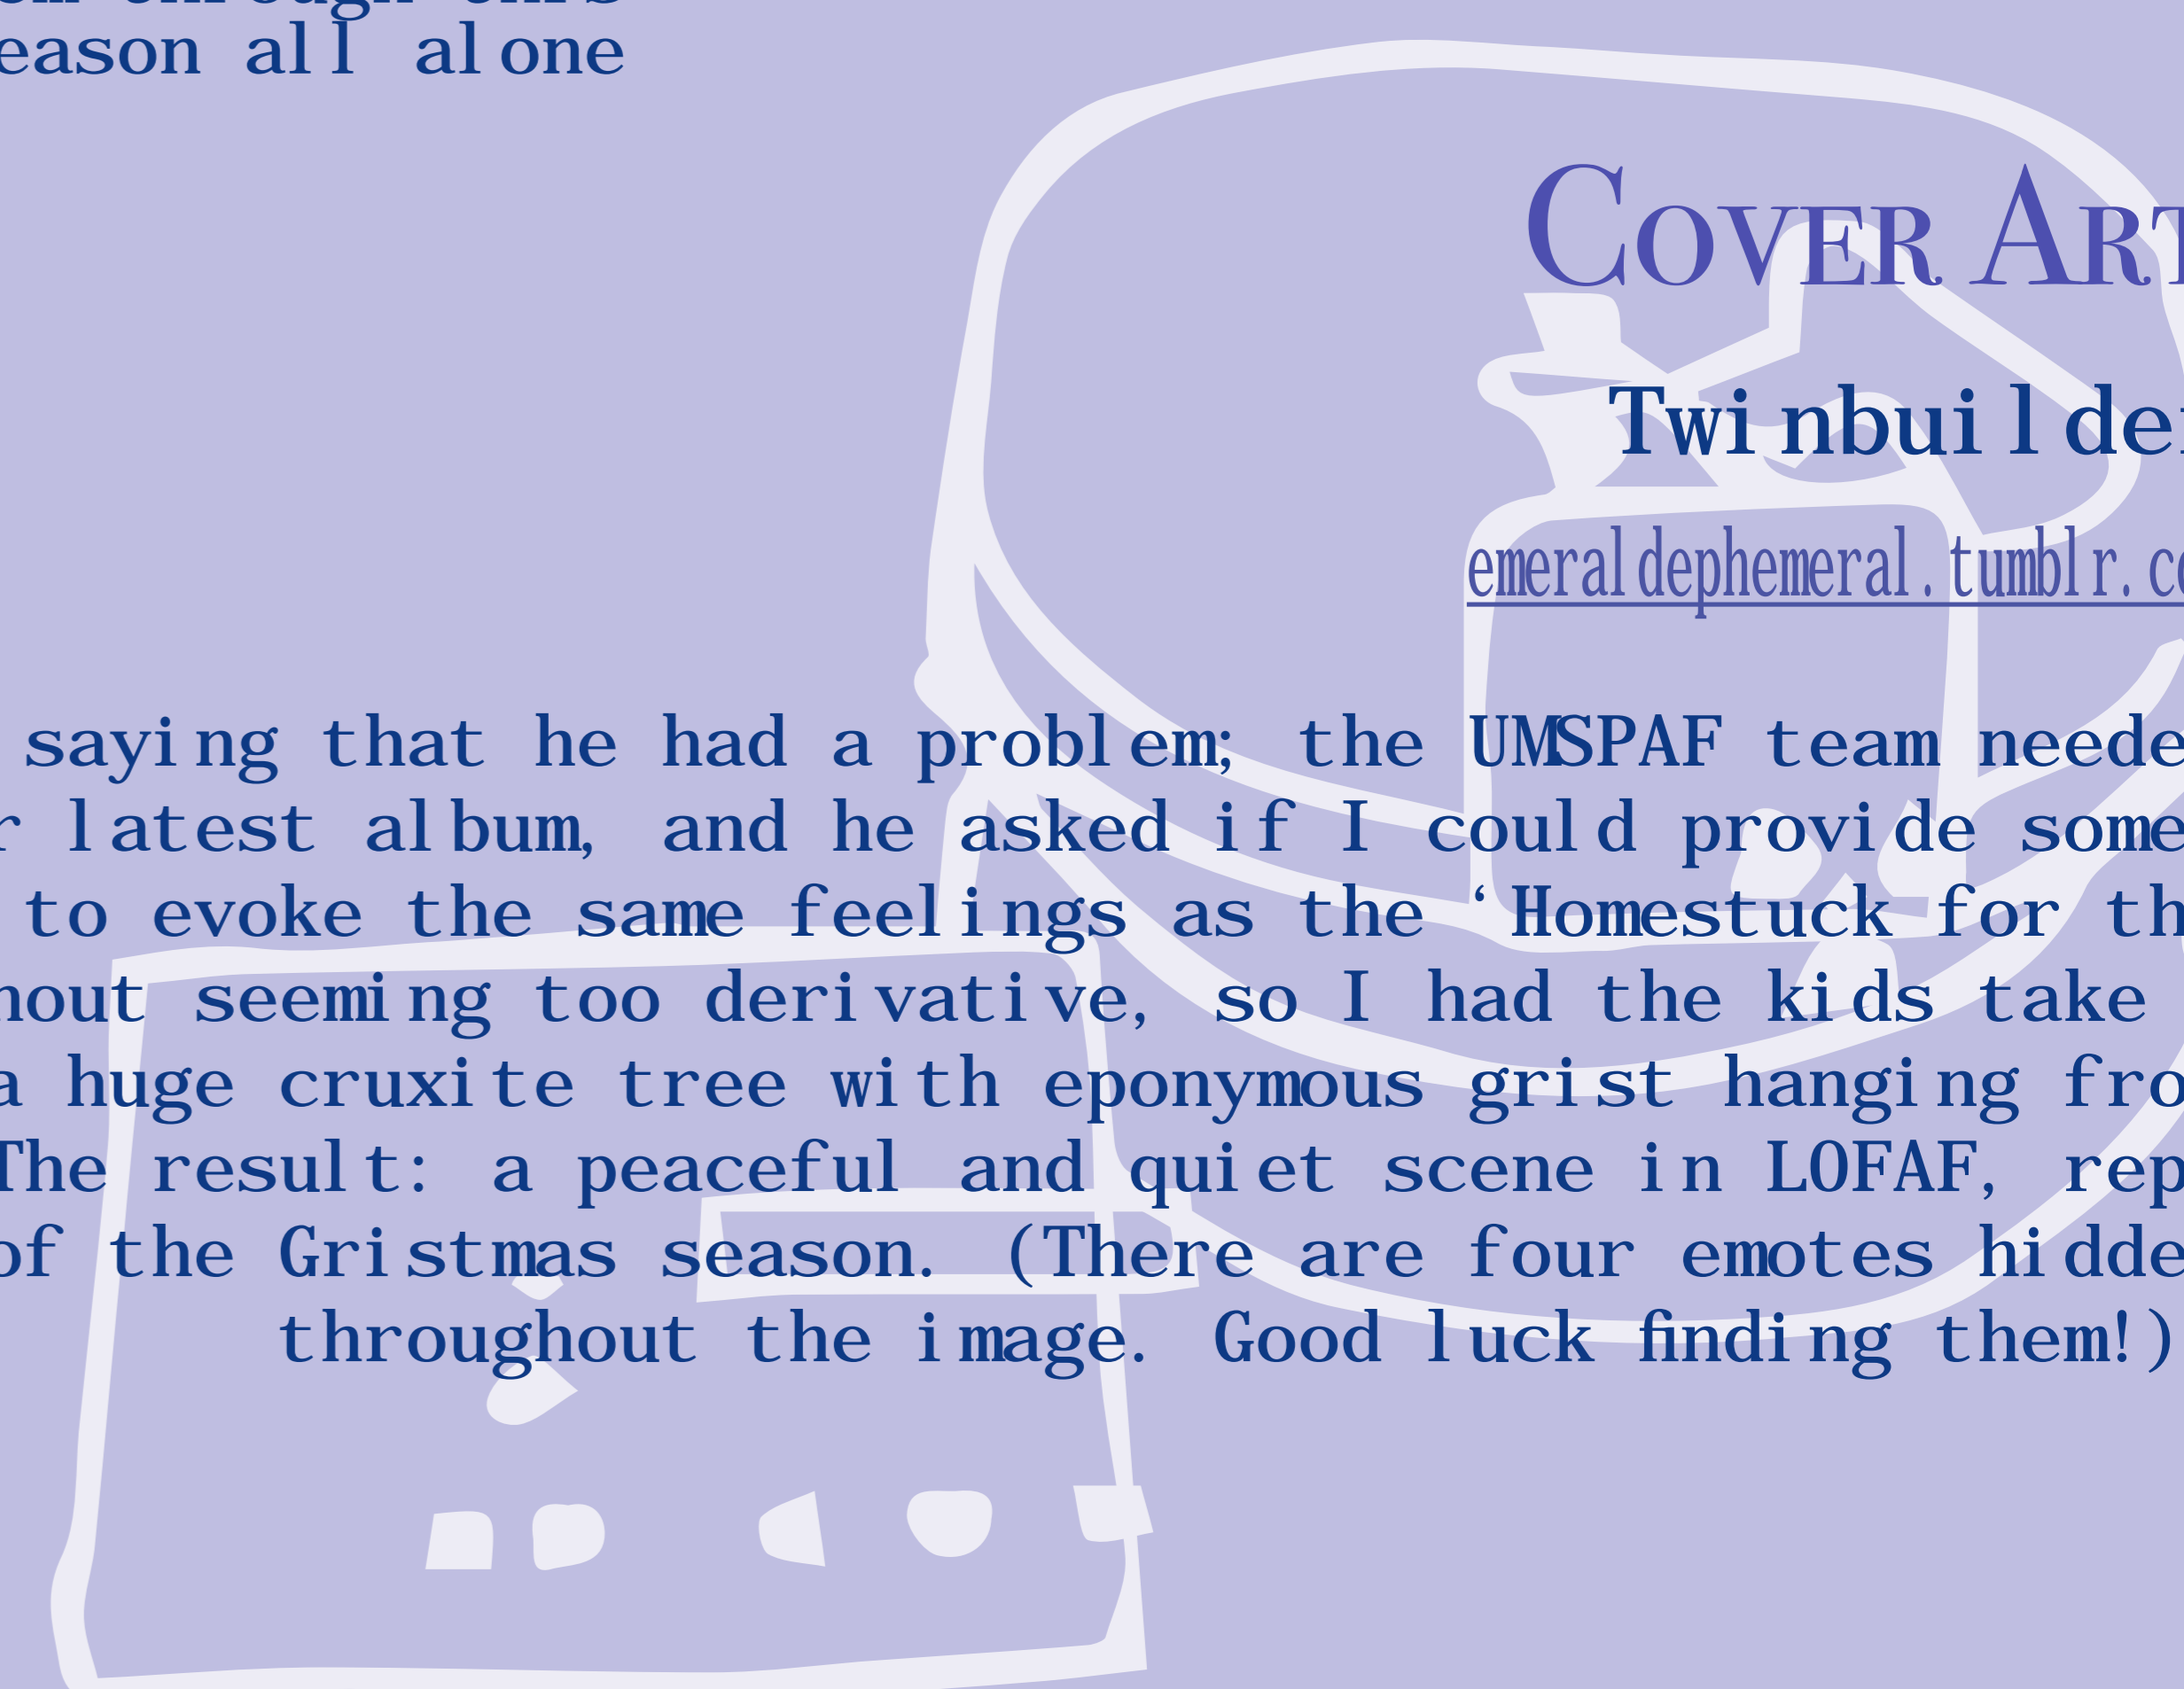 eason all alone
Cover Art
Twinbuilder
emeraldephemeral.tumblr.co
saying that he had a problem; the UMSPAF team neede
r latest album, and he asked if I could provide some
to evoke the same feelings as the ‘Homestuck for th
hout seeming too derivative, so I had the kids take
a huge cruxite tree with eponymous grist hanging fro
The result: a peaceful and quiet scene in LOFAF, rep
of the Gristmas season. (There are four emotes hidde
throughout the image. Good luck finding them!)